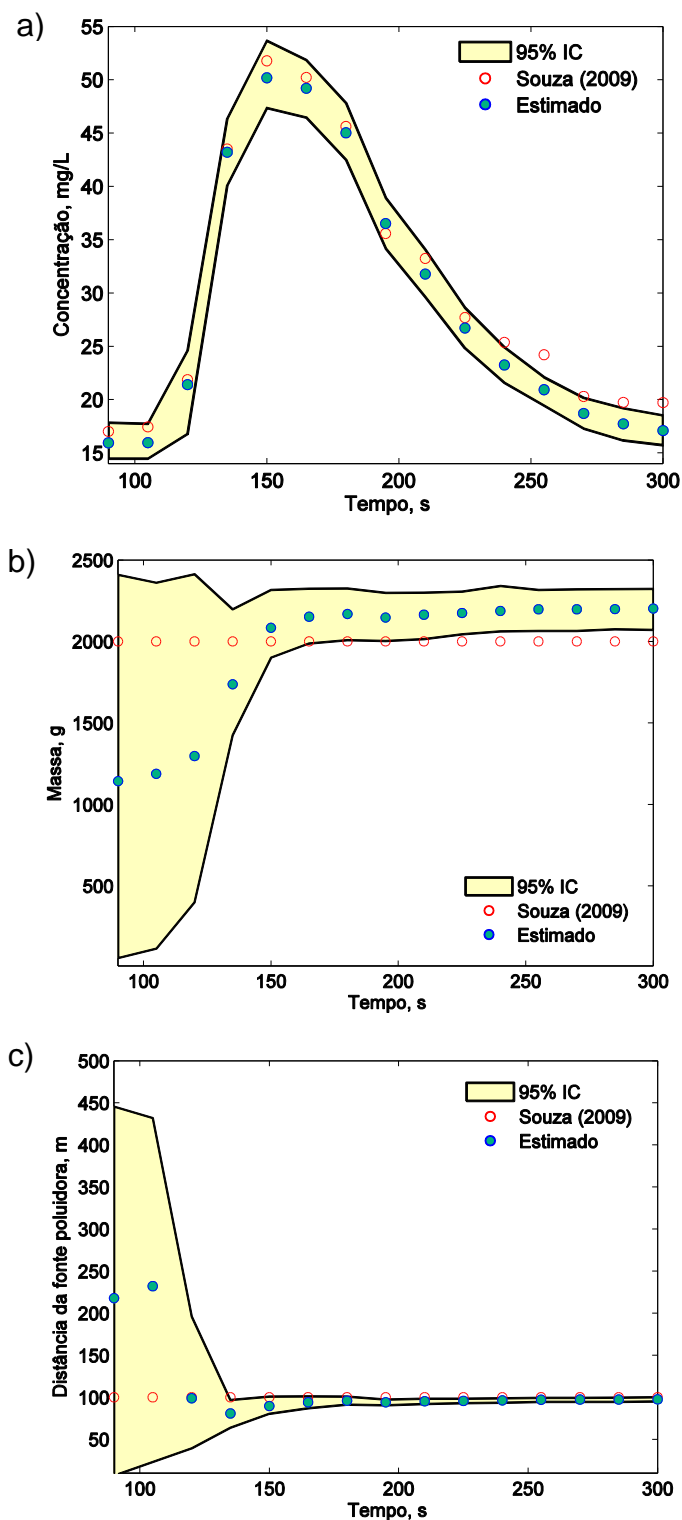 a)
55
50
45
40
35
30
25
20
15
Concentração, mg/L
95% IC
Souza (2009)
Estimado
100
150
200
250
300
Tempo, s
b)
2500
2000
1500
1000
500
Massa, g
95% IC
Souza (2009)
Estimado
100
150
200
250
300
Tempo, s
c)
500
450
400
350
300
250
200
150
100
50
Distância da fonte poluidora, m
95% IC
Souza (2009)
Estimado
100
150
200
250
300
Tempo, s